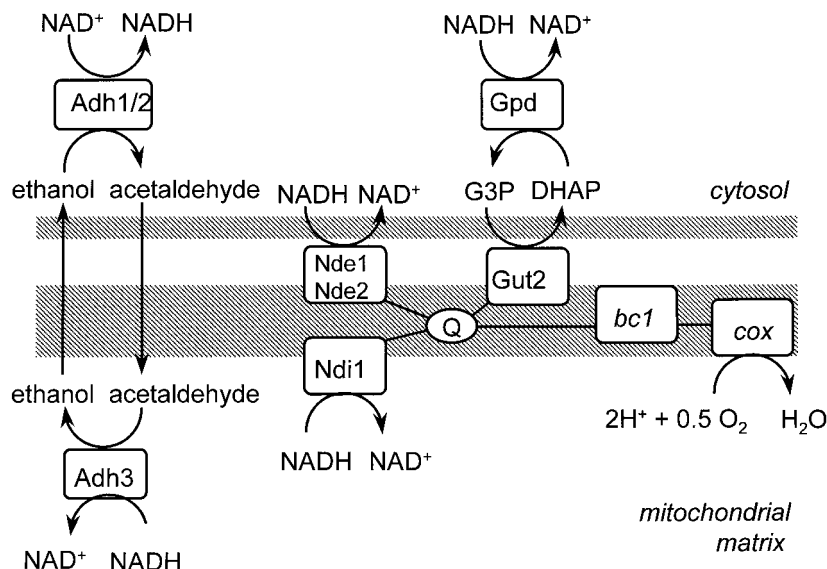 NAD⁺ NADH NADH NAD⁺
Adh1/2 Gpd
ethanol acetaldehyde NADH NAD⁺ G3P DHAP cytosol
Nde1
Nde2
Gut2
Q bc1 cox
Ndi1
ethanol acetaldehyde 2H⁺ + 0.5 O₂ H₂O
Adh3 NADH NAD⁺
mitochondrial
matrix
NAD⁺ NADH